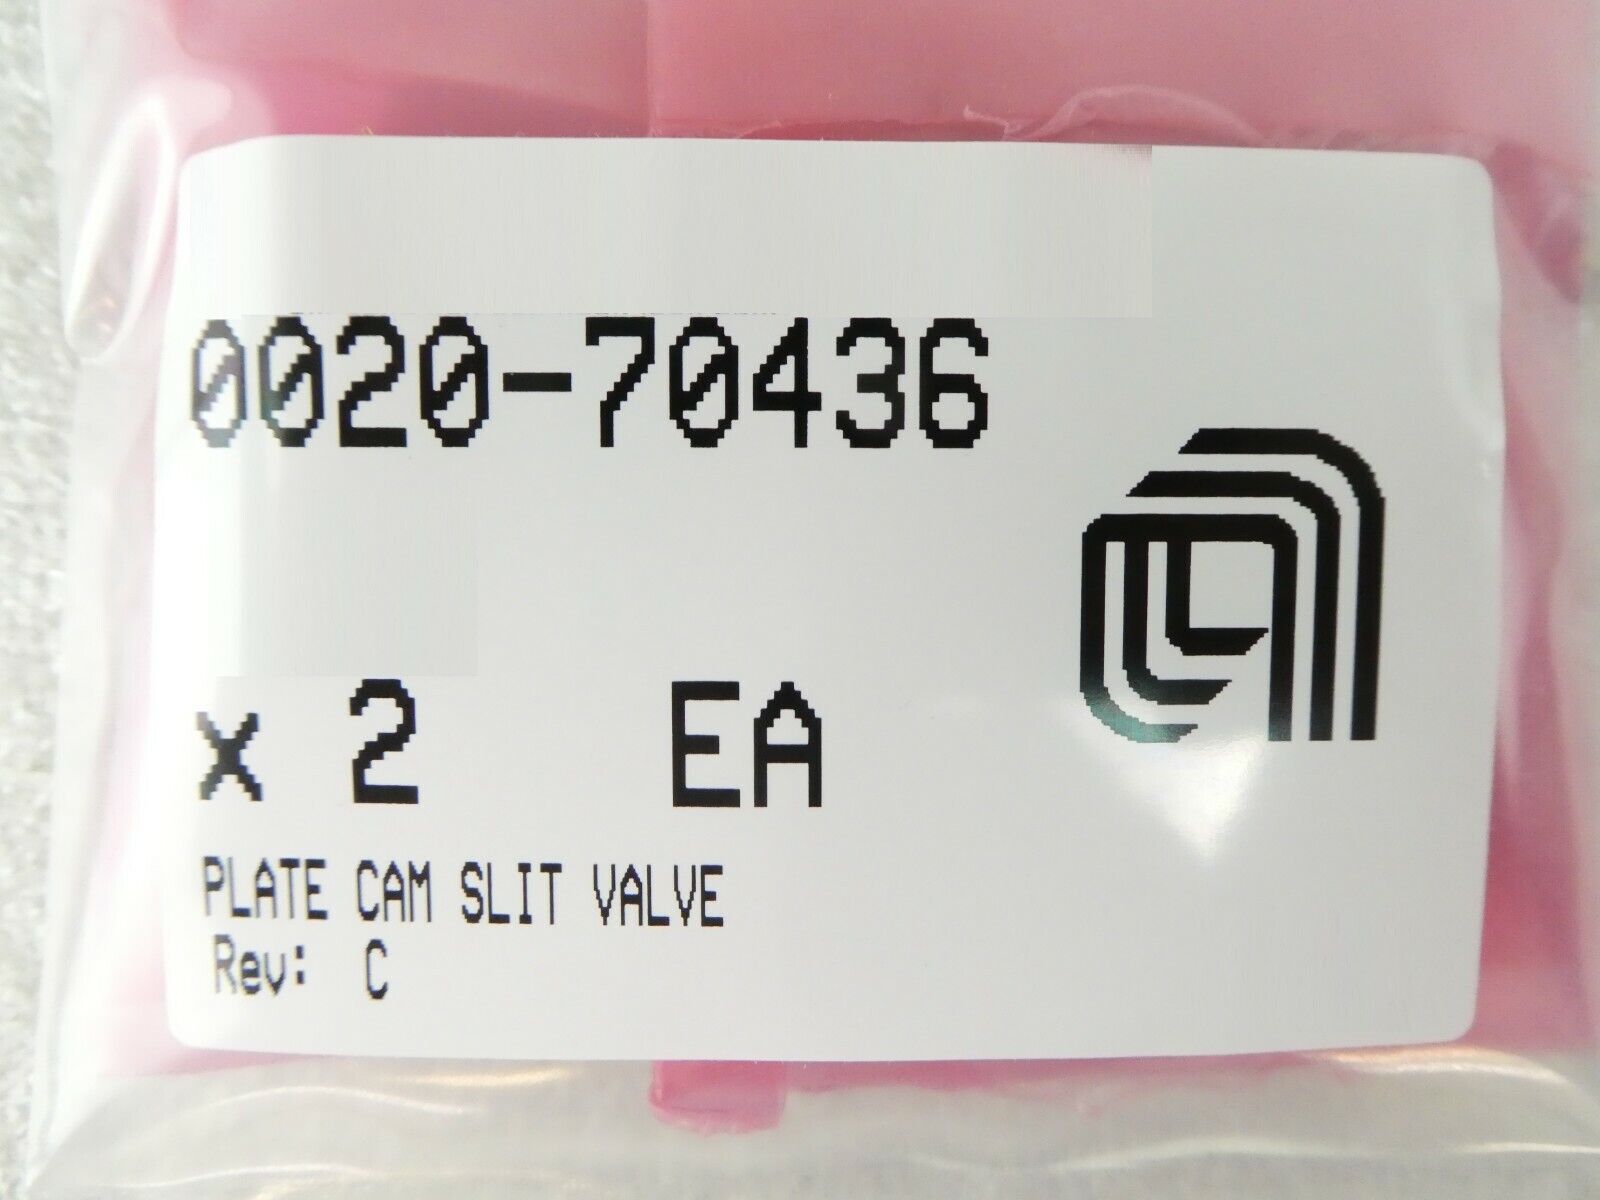 0020-70436
x 2 EA
PLATE CAM SLIT VALVE
Rev: C